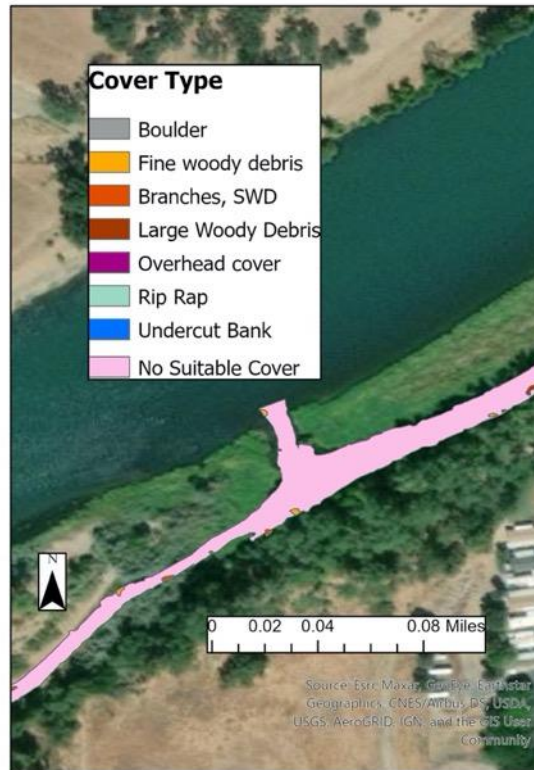 Cover Type
Boulder
Fine woody debris
Branches, SWD
Large Woody Debris
Overhead cover
Rip Rap
Undercut Bank
No Suitable Cover
N
0 0.02 0.04 0.08 Miles
Source: Esri, Maxar, GeoEye, Earthstar
Geographics, CNES/Airbus DS, USDA,
USGS, AeroGRID, IGN, and the GIS User
Community